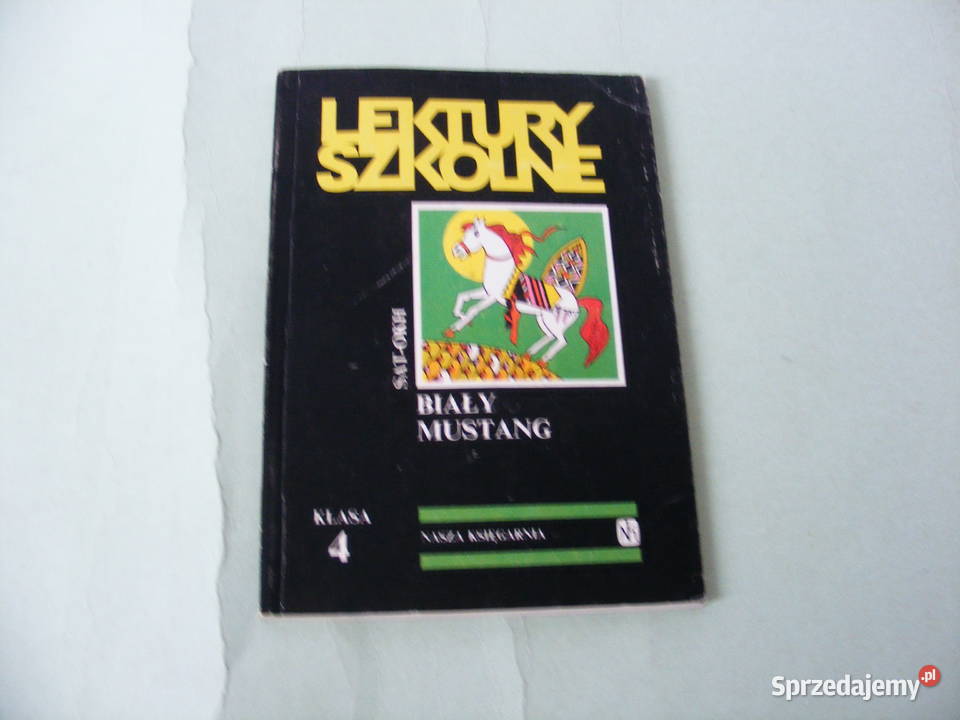 LEKTURY
SZKOLNE
SAT-OKH
BIAŁY
MUSTANG
KLASA
4
NASZA KSIĘGARNIA
Sprzedajemy.pl